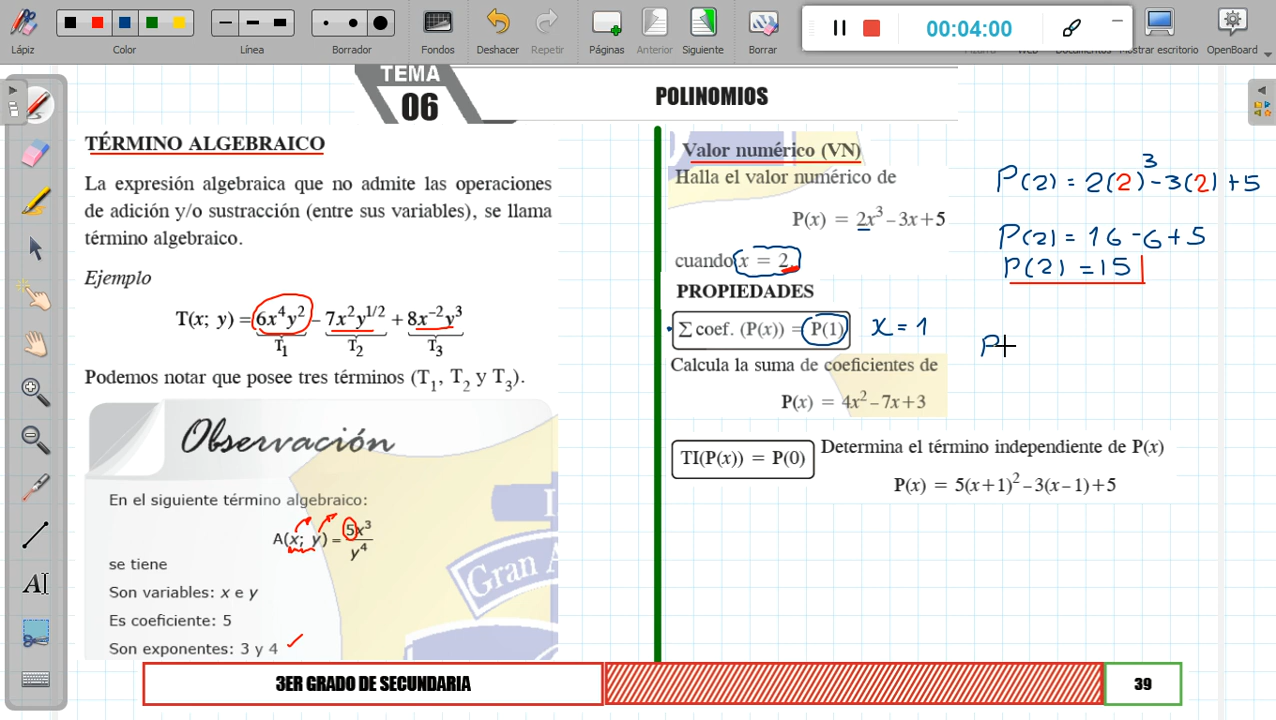 00:04:00
Lápiz Color Línea Borrador Fondos Deshacer Repetir Páginas Anterior Siguiente Borrar Mostrar escritorio OpenBoard
TEMA
06
POLINOMIOS
TÉRMINO ALGEBRAICO
La expresión algebraica que no admite las operaciones
de adición y/o sustracción (entre sus variables), se llama
término algebraico.
Ejemplo
T(x; y) = 6x⁴y² – 7x²y^1/2 + 8x⁻²y³
T₁ T₂ T₃
Podemos notar que posee tres términos (T₁, T₂ y T₃).
Observación
En el siguiente término algebraico:
A(x; y) = 5x³/y⁴
se tiene
Son variables: x e y
Es coeficiente: 5
Son exponentes: 3 y 4
Gran A
Valor numérico (VN)
Halla el valor numérico de
P(x) = 2x³ – 3x + 5
cuando x = 2.
PROPIEDADES
Σ coef. (P(x)) = P(1) x = 1
Calcula la suma de coeficientes de
P(x) = 4x² – 7x + 3
TI(P(x)) = P(0)
Determina el término independiente de P(x)
P(x) = 5(x+1)² – 3(x–1) + 5
P(2) = 2(2)³ – 3(2) + 5
P(2) = 16 – 6 + 5
P(2) = 15
P
3ER GRADO DE SECUNDARIA
39